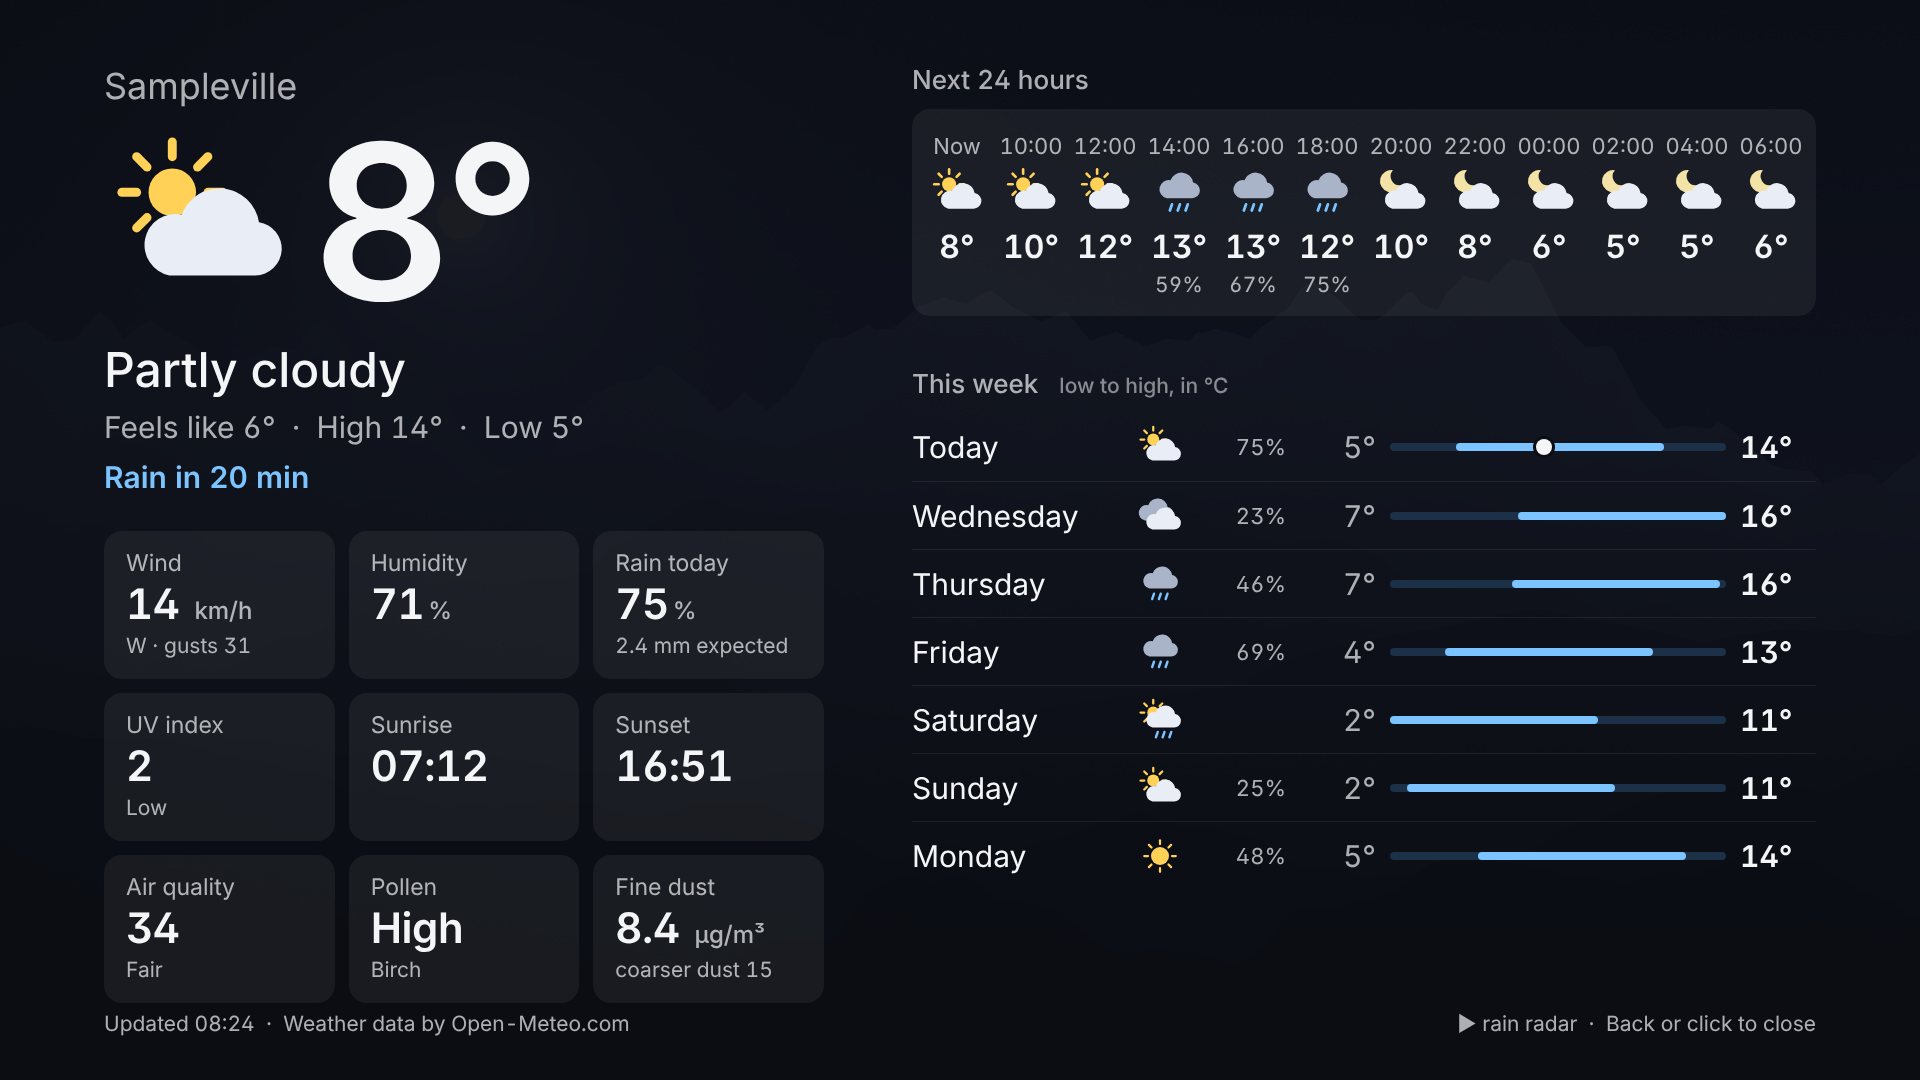 Sampleville
8°
Partly cloudy
Feels like 6° · High 14° · Low 5°
Rain in 20 min
Wind
14 km/h
W · gusts 31
Humidity
71 %
Rain today
75 %
2.4 mm expected
UV index
2
Low
Sunrise
07:12
Sunset
16:51
Air quality
34
Fair
Pollen
High
Birch
Fine dust
8.4 µg/m³
coarser dust 15
Updated 08:24 · Weather data by Open-Meteo.com
Next 24 hours
Now 10:00 12:00 14:00 16:00 18:00 20:00 22:00 00:00 02:00 04:00 06:00
8° 10° 12° 13° 13° 12° 10° 8° 6° 5° 5° 6°
59% 67% 75%
This week low to high, in °C
Today 75% 5° 14°
Wednesday 23% 7° 16°
Thursday 46% 7° 16°
Friday 69% 4° 13°
Saturday 2° 11°
Sunday 25% 2° 11°
Monday 48% 5° 14°
▶ rain radar · Back or click to close